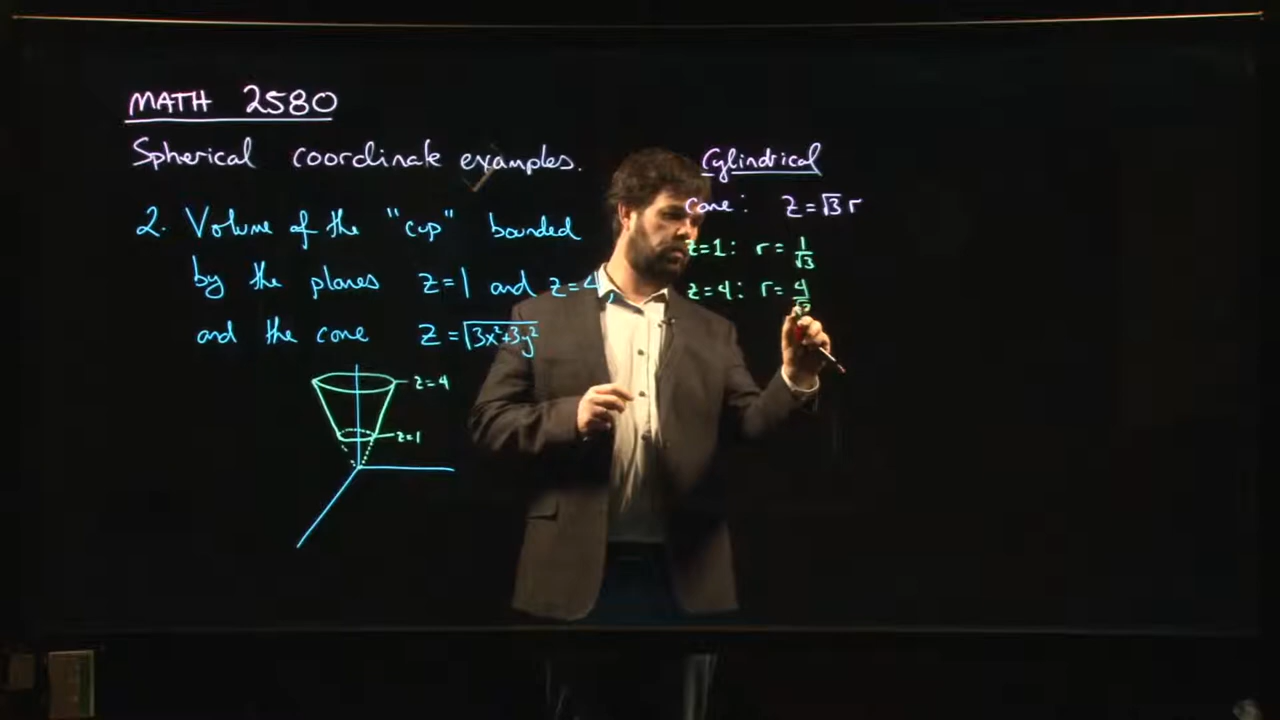 MATH 2580
Spherical coordinate examples.
2. Volume of the "cup" bounded
by the planes z=1 and z=4,
and the cone z=√3x²+3y²
z=4
z=1
Cylindrical
cone: z=√3 r
z=1: r= 1/√3
z=4: r= 4/√3